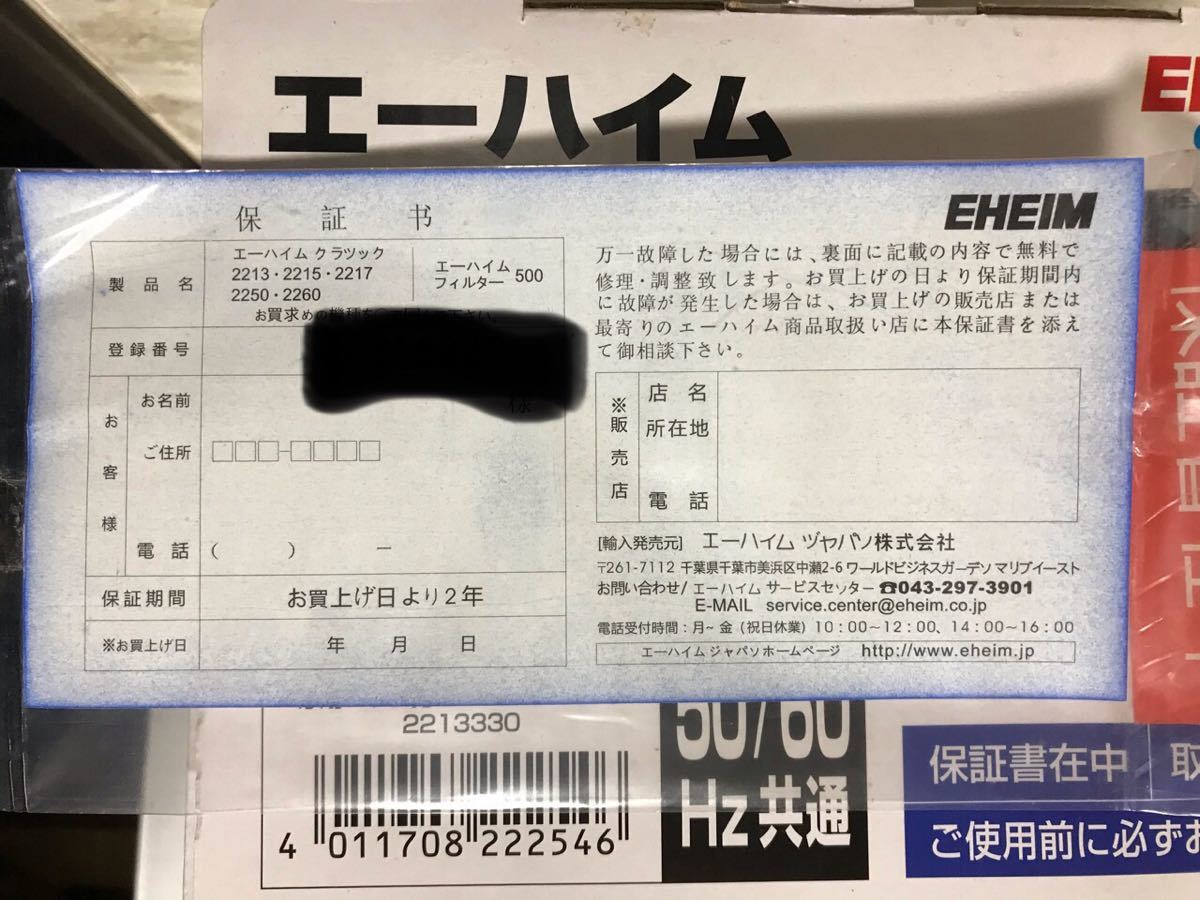 エーハイム
保 証 书
EHEIM
製 品 名
エーハイム クラツック
2213・2215・2217
2250・2260
エーハイム
フィルター 500
お買求め
登 録 番 号
お客様
お名前
様
ご住所
電 話 ( ) ー
保 証 期 間
お買上げ日より2年
※お買上げ日
年 月 日
万一故障した場合には、裏面に記載の内容で無料で
修理・調整致します。お買上げの日より保証期間内
に故障が発生した場合は、お買上げの販売店または
最寄りのエーハイム商品取扱い店に本保証書を添え
て御相談下さい。
※販売店
店 名
所在地
電 話
[輸入発売元] エーハイム ヅャバソ株式会社
〒261-7112 千葉県千葉市美浜区中瀬2-6 ワールドビジネスガーデソ マリブイースト
お問い合わせ/エーハイム サービスセッター ☎043-297-3901
E-MAIL service.center@eheim.co.jp
電話受付時間:月~金(祝日休業)10:00~12:00、14:00~16:00
エーハイム ジャパソホームページ http://www.eheim.jp
2213330
4 011708 222546
50/60
Hz 共通
保証書在中
取
ご使用前に必ずお